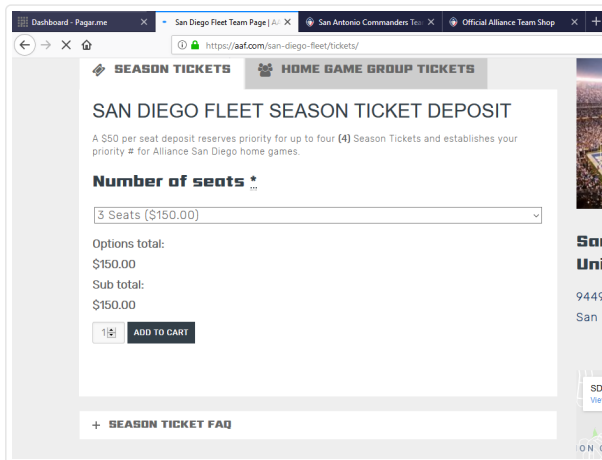 Dashboard - Pagar.me
San Diego Fleet Team Page | A
San Antonio Commanders Tea
Official Alliance Team Shop
https://aaf.com/san-diego-fleet/tickets/
SEASON TICKETS
HOME GAME GROUP TICKETS
SAN DIEGO FLEET SEASON TICKET DEPOSIT
A $50 per seat deposit reserves priority for up to four (4) Season Tickets and establishes your
priority # for Alliance San Diego home games.
Number of seats *
3 Seats ($150.00)
Options total:
$150.00
Sub total:
$150.00
1 ADD TO CART
+ SEASON TICKET FAQ
Sa
Uni
9449
San
SD
Vie
ON